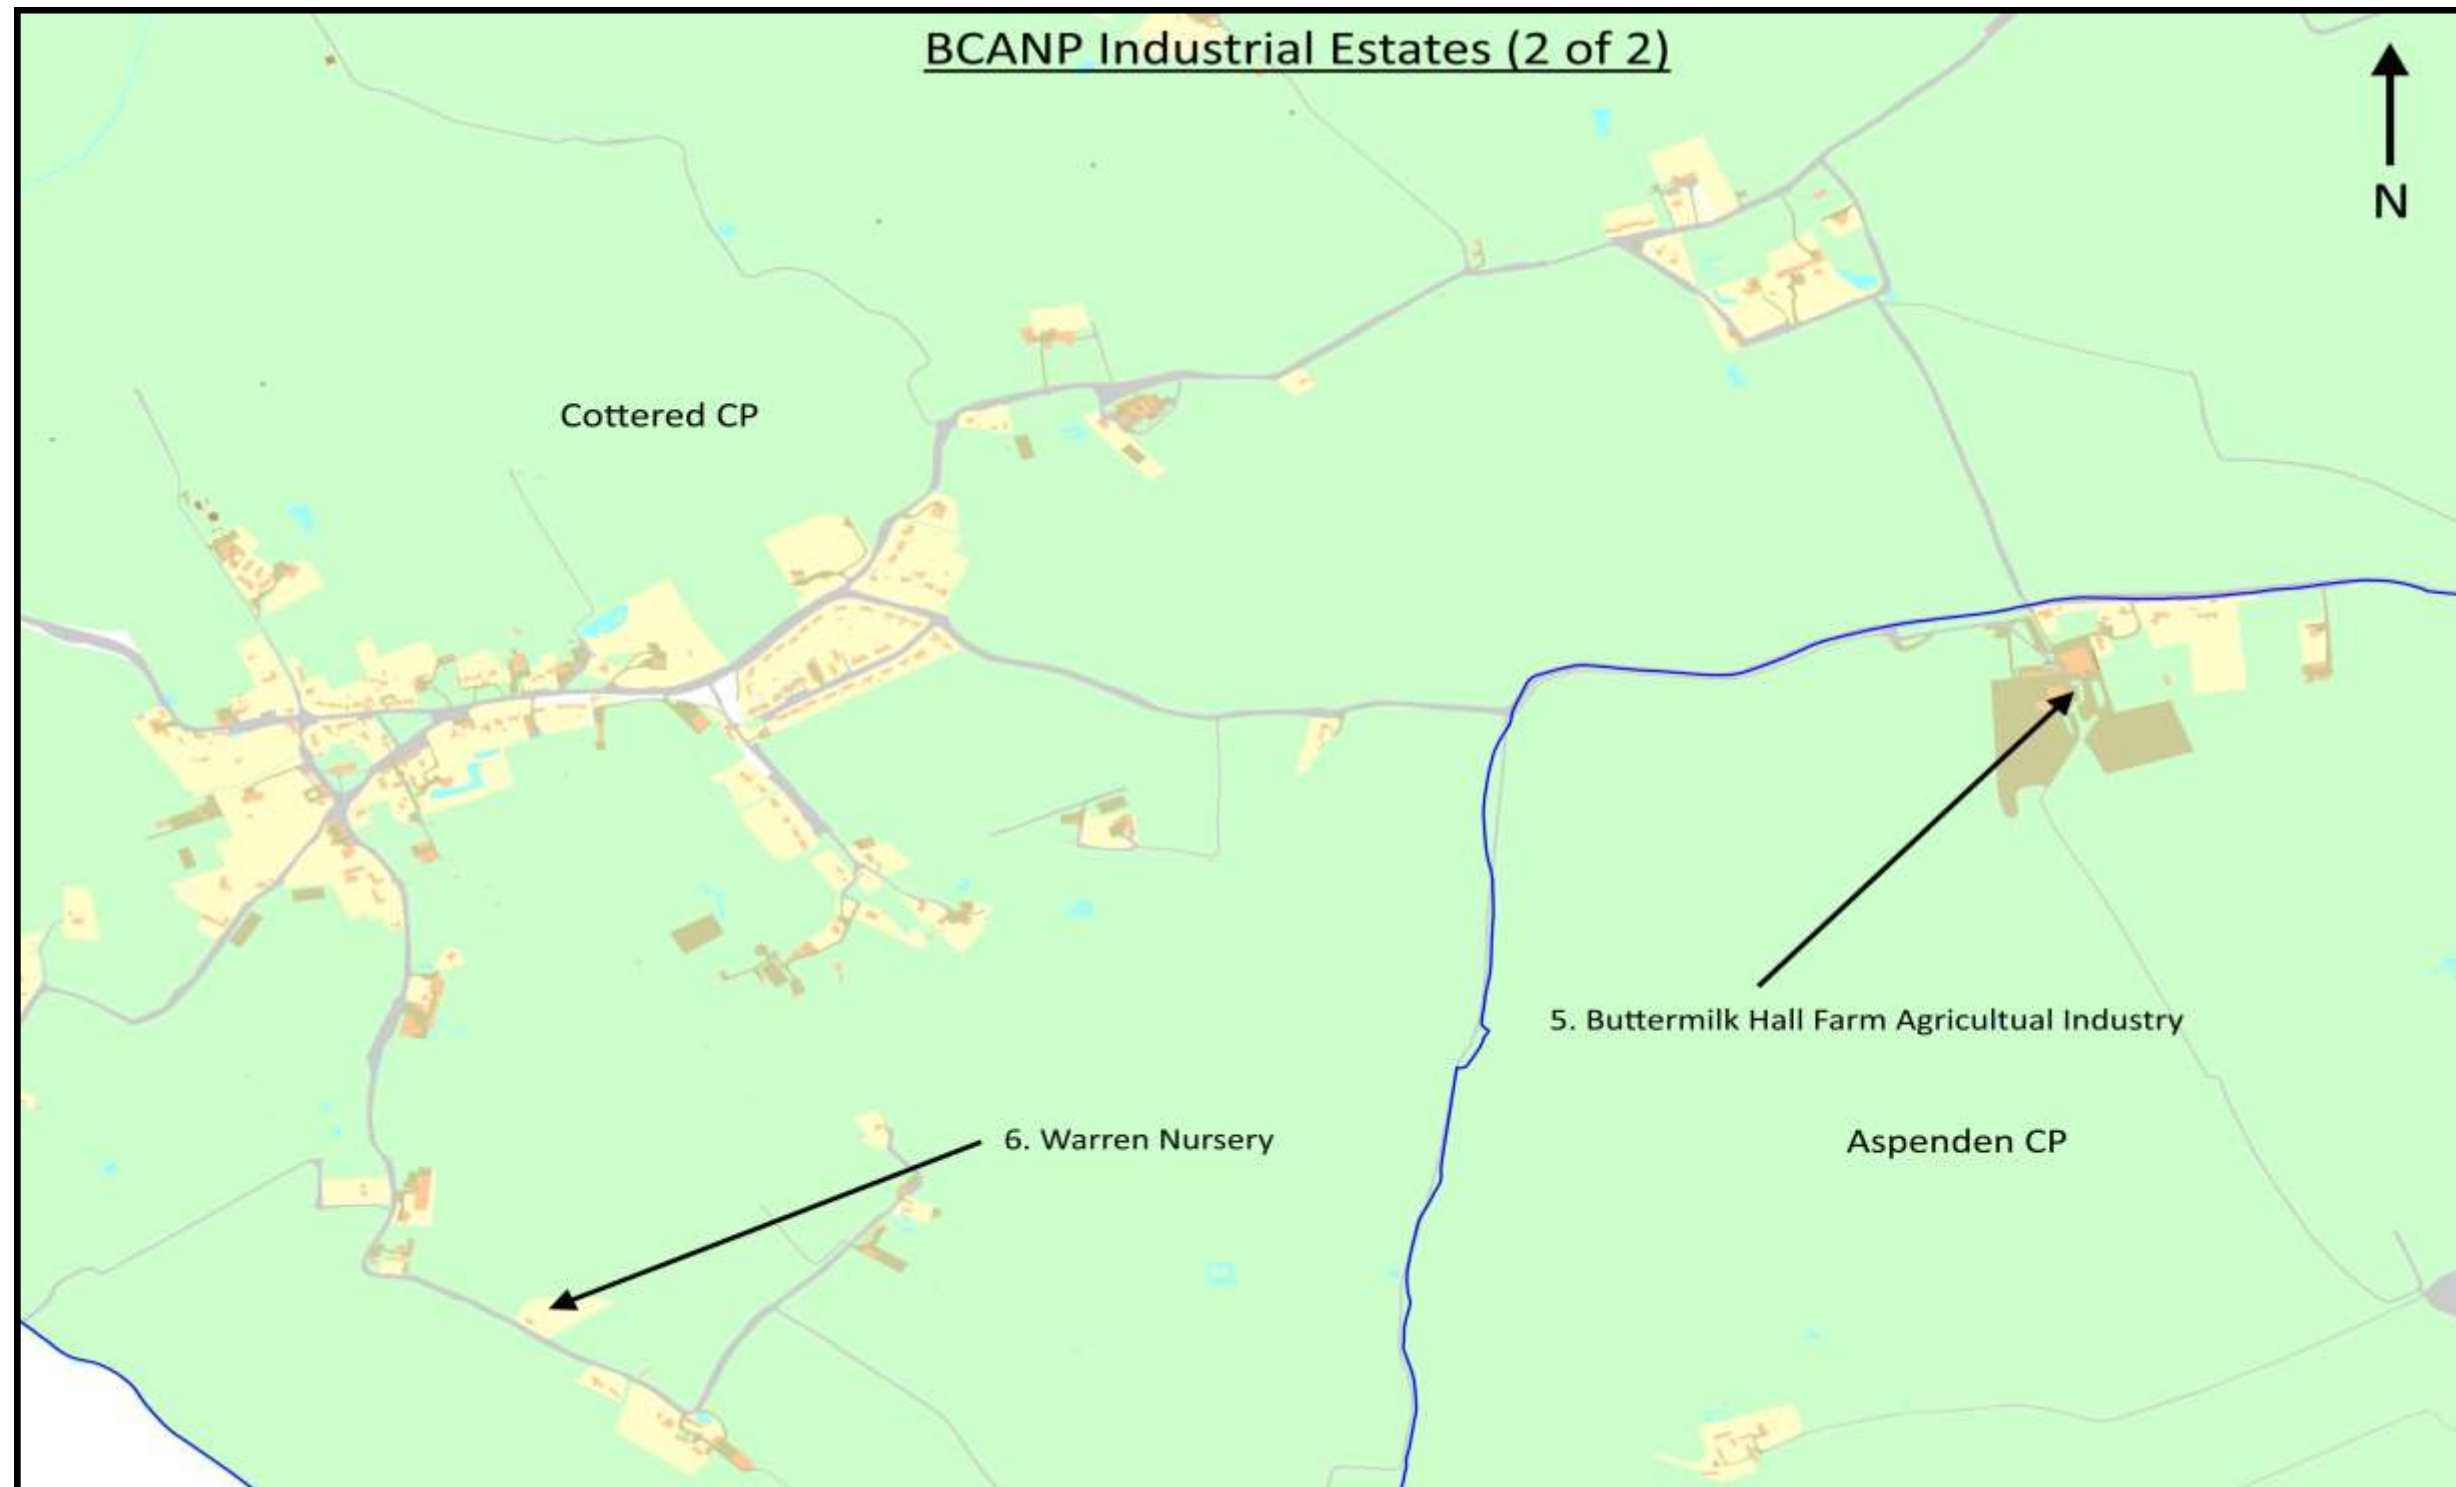 BCANP Industrial Estates (2 of 2)
N
Cottered CP
5. Buttermilk Hall Farm Agricultual Industry
6. Warren Nursery
Aspenden CP